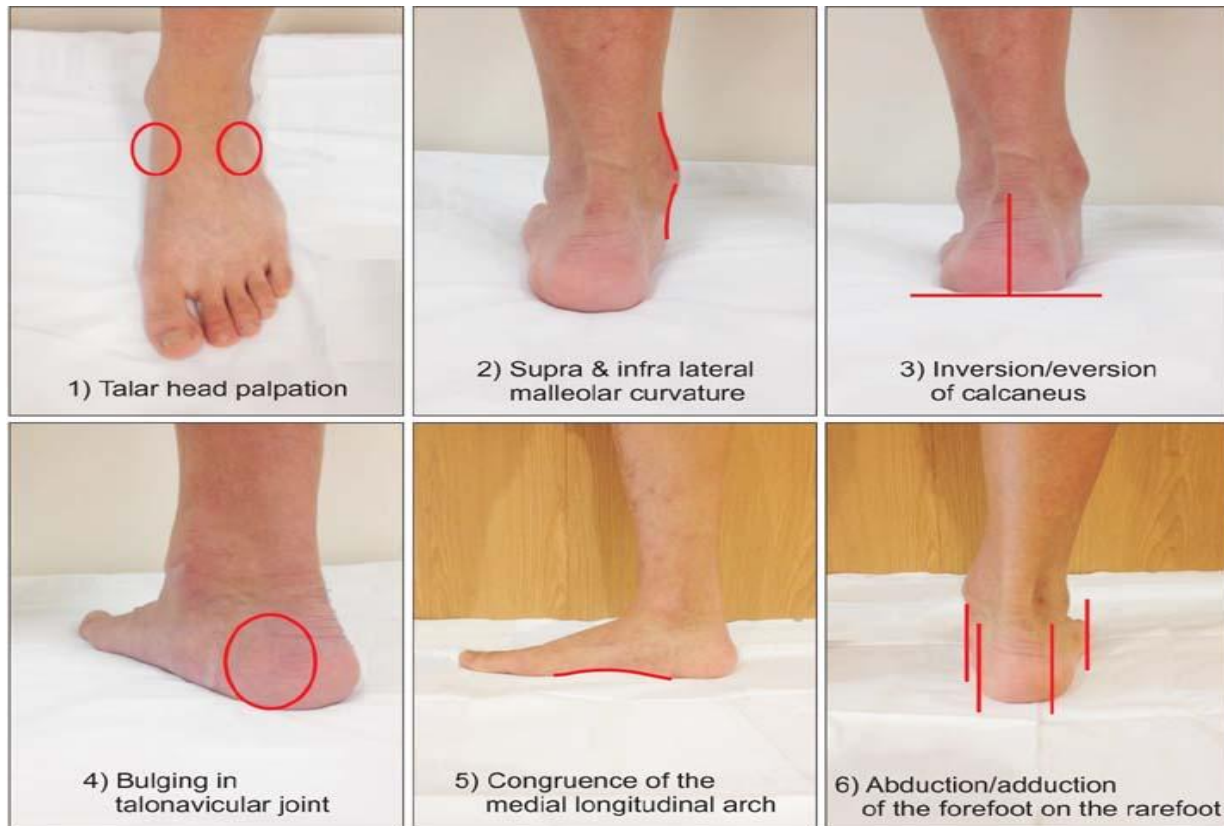 1) Talar head palpation
2) Supra & infra lateral
malleolar curvature
3) Inversion/eversion
of calcaneus
4) Bulging in
talonavicular joint
5) Congruence of the
medial longitudinal arch
6) Abduction/adduction
of the forefoot on the rarefoot